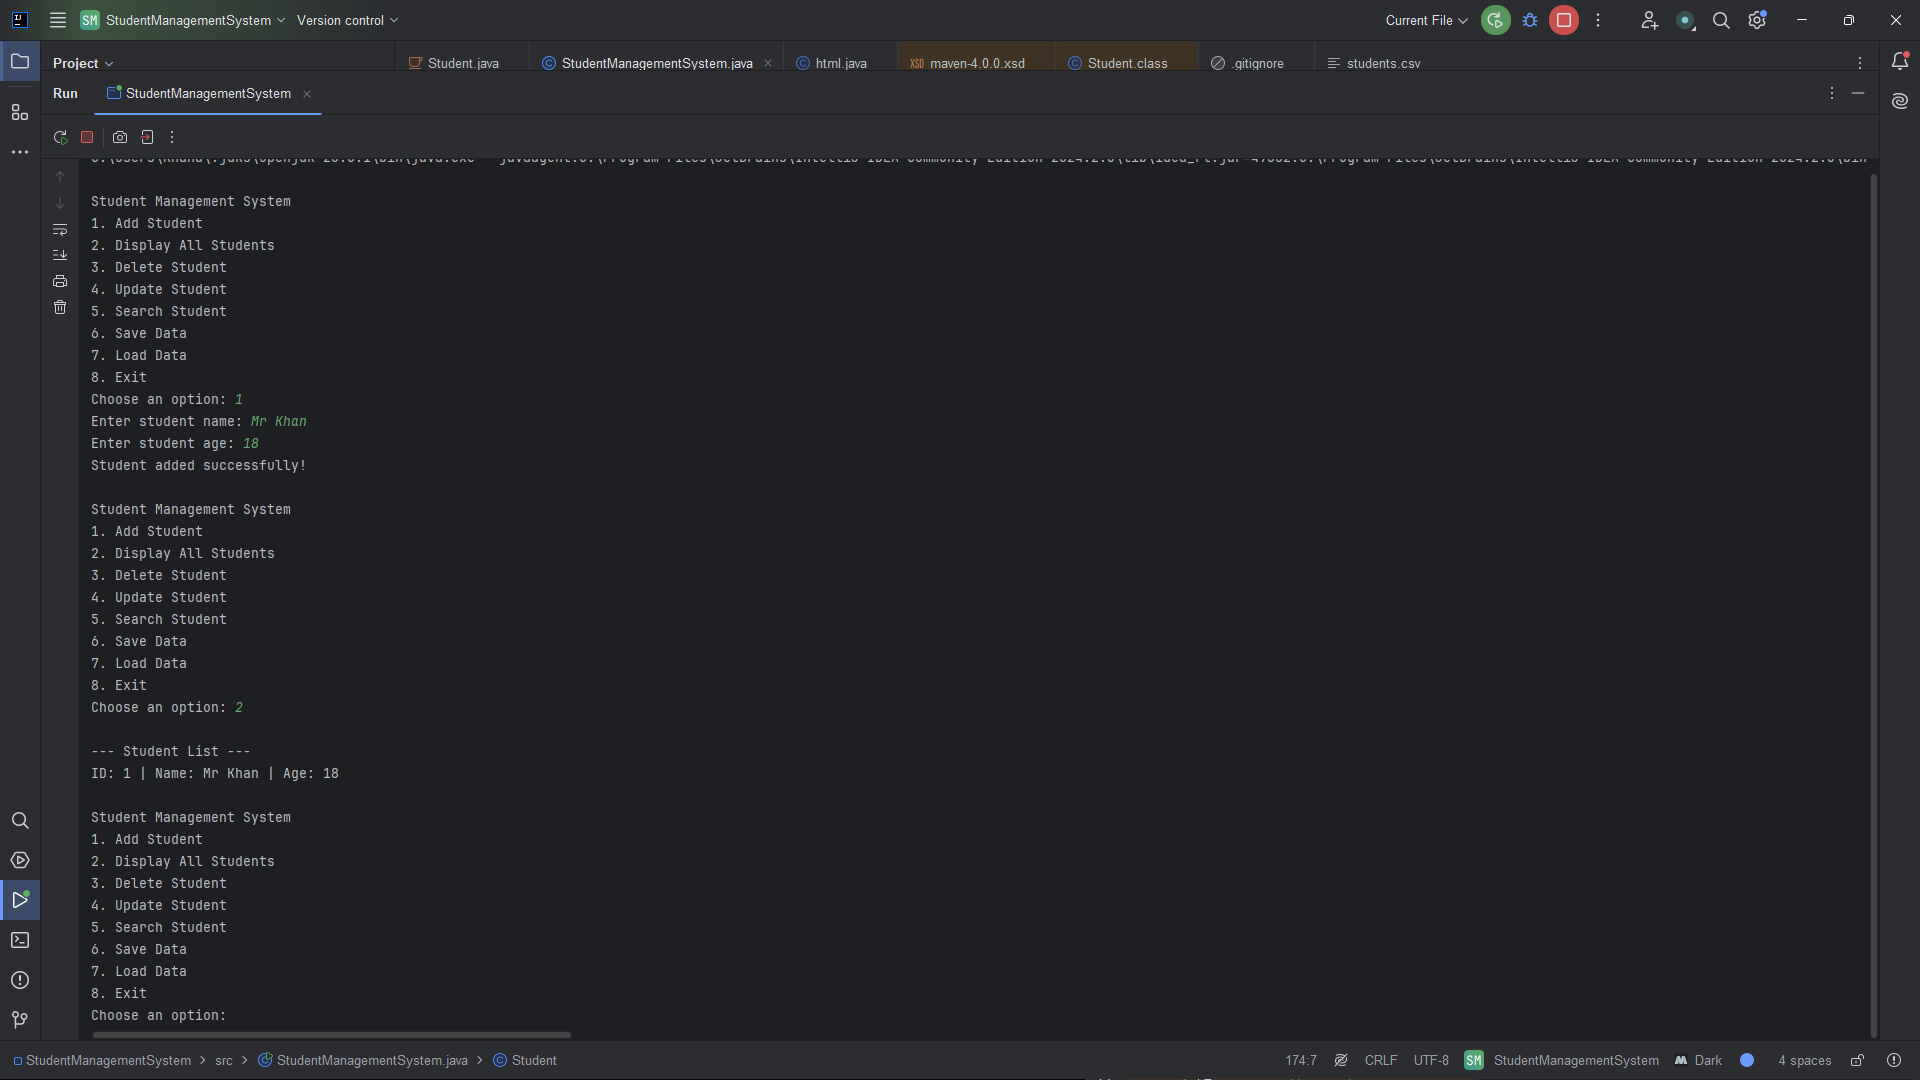 SM StudentManagementSystem Version control Current File
Project Student.java StudentManagementSystem.java html.java XSD maven-4.0.0.xsd Student.class .gitignore students.csv
Run StudentManagementSystem
Student Management System
1. Add Student
2. Display All Students
3. Delete Student
4. Update Student
5. Search Student
6. Save Data
7. Load Data
8. Exit
Choose an option: 1
Enter student name: Mr Khan
Enter student age: 18
Student added successfully!
Student Management System
1. Add Student
2. Display All Students
3. Delete Student
4. Update Student
5. Search Student
6. Save Data
7. Load Data
8. Exit
Choose an option: 2
--- Student List ---
ID: 1 | Name: Mr Khan | Age: 18
Student Management System
1. Add Student
2. Display All Students
3. Delete Student
4. Update Student
5. Search Student
6. Save Data
7. Load Data
8. Exit
Choose an option:
StudentManagementSystem > src > StudentManagementSystem.java > Student 174:7 CRLF UTF-8 SM StudentManagementSystem Dark 4 spaces